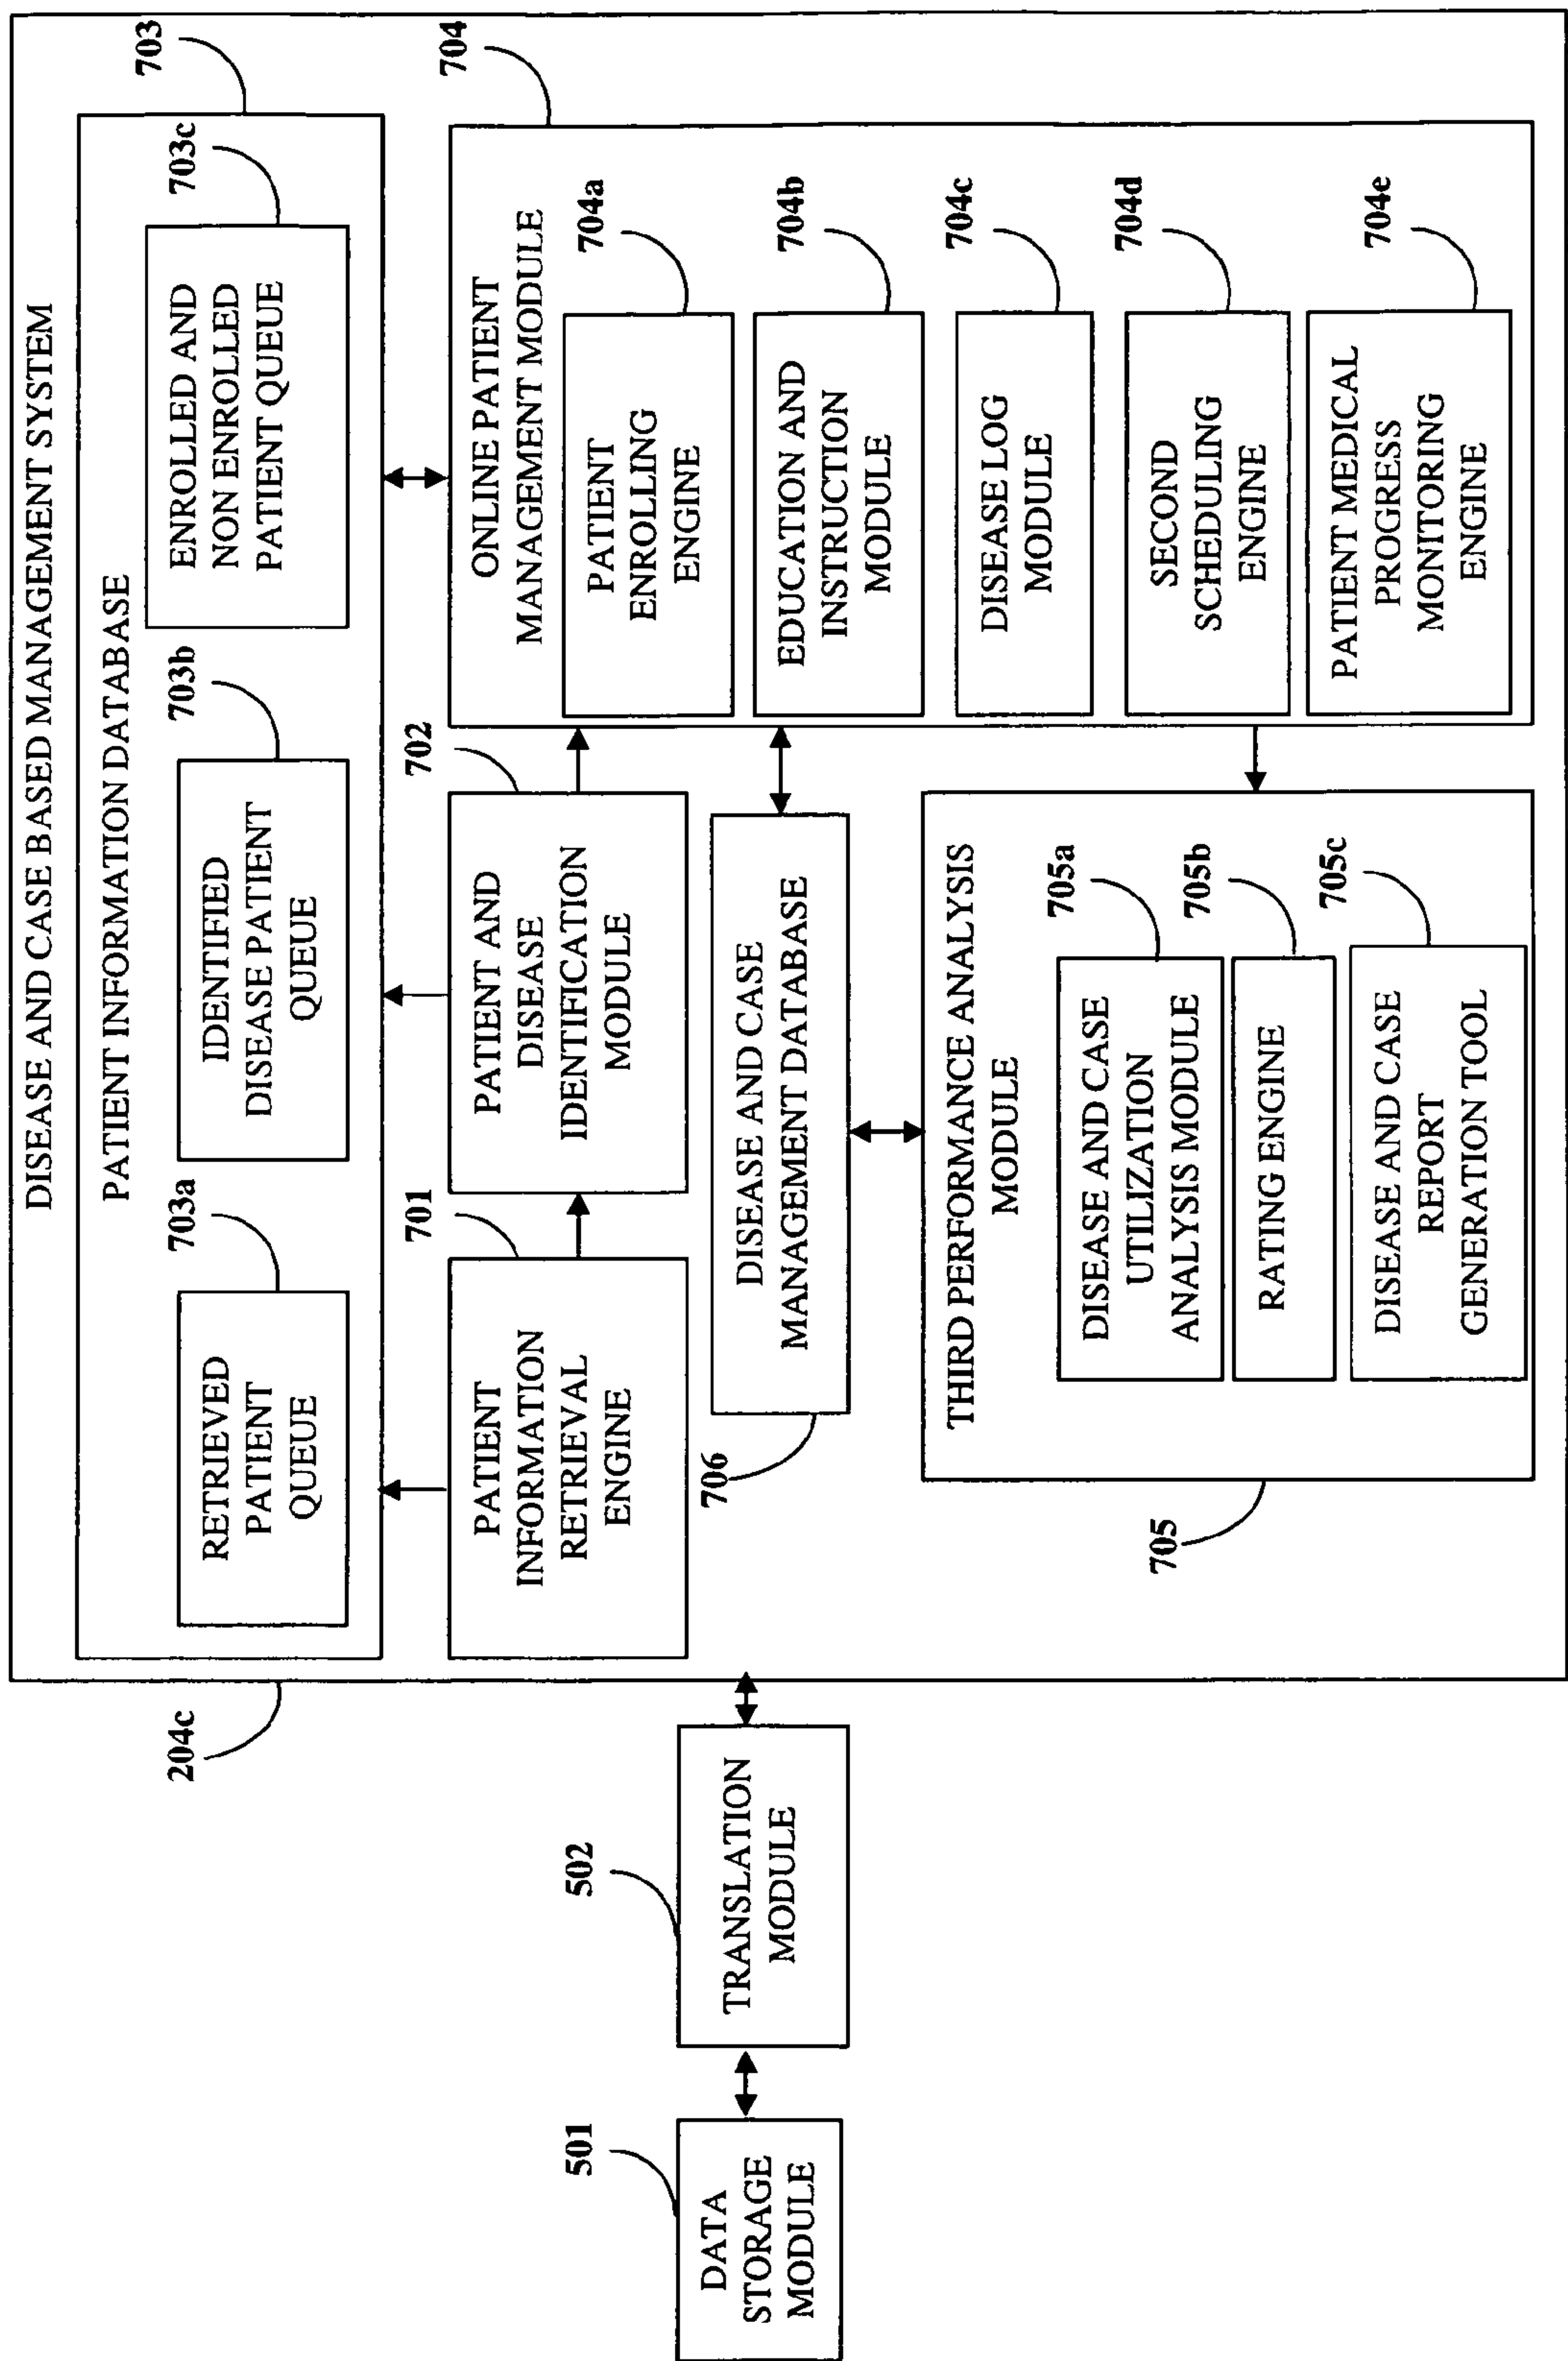 DISEASE AND CASE BASED MANAGEMENT SYSTEM
PATIENT INFORMATION DATABASE
703
204c
RETRIEVED
PATIENT
QUEUE
703a
IDENTIFIED
DISEASE PATIENT
QUEUE
703b
ENROLLED AND
NON ENROLLED
PATIENT QUEUE
703c
PATIENT
INFORMATION
RETRIEVAL
ENGINE
701
PATIENT AND
DISEASE
IDENTIFICATION
MODULE
702
ONLINE PATIENT
MANAGEMENT MODULE
704
PATIENT
ENROLLING
ENGINE
704a
EDUCATION AND
INSTRUCTION
MODULE
704b
DISEASE LOG
MODULE
704c
SECOND
SCHEDULING
ENGINE
704d
PATIENT MEDICAL
PROGRESS
MONITORING
ENGINE
704e
DATA
STORAGE
MODULE
501
TRANSLATION
MODULE
502
DISEASE AND CASE
MANAGEMENT DATABASE
706
THIRD PERFORMANCE ANALYSIS
MODULE
705
DISEASE AND CASE
UTILIZATION
ANALYSIS MODULE
705a
RATING ENGINE
705b
DISEASE AND CASE
REPORT
GENERATION TOOL
705c